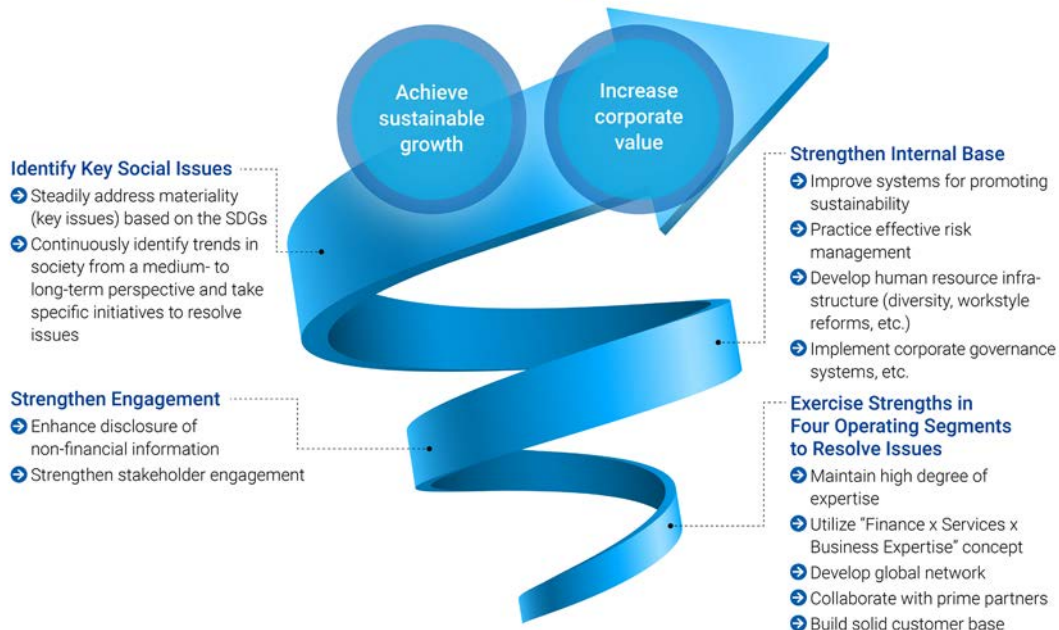 Achieve
sustainable
growth
Increase
corporate
value
Identify Key Social Issues
Steadily address materiality
(key issues) based on the SDGs
Continuously identify trends in
society from a medium- to
long-term perspective and take
specific initiatives to resolve
issues
Strengthen Engagement
Enhance disclosure of
non-financial information
Strengthen stakeholder engagement
Strengthen Internal Base
Improve systems for promoting
sustainability
Practice effective risk
management
Develop human resource infra-
structure (diversity, workstyle
reforms, etc.)
Implement corporate governance
systems, etc.
Exercise Strengths in
Four Operating Segments
to Resolve Issues
Maintain high degree of
expertise
Utilize “Finance x Services x
Business Expertise” concept
Develop global network
Collaborate with prime partners
Build solid customer base